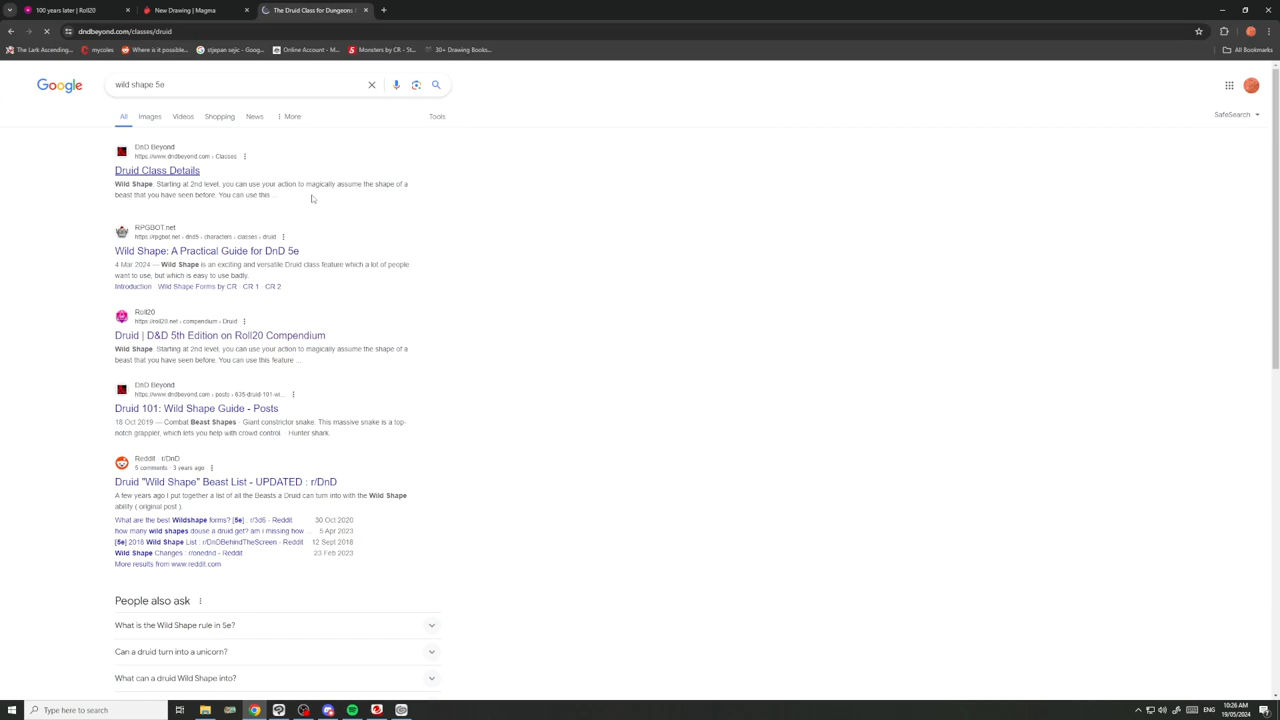 100 years later | Roll20
New Drawing | Magma
The Druid Class for Dungeons
dndbeyond.com/classes/druid
The Lark Ascending...
mycoles
Where is it possible...
stjepan sejic - Goog...
Online Account - M...
Monsters by CR - St...
30+ Drawing Books...
All Bookmarks
Google
wild shape 5e
All
Images
Videos
Shopping
News
More
Tools
SafeSearch
DnD Beyond
https://www.dndbeyond.com › Classes
Druid Class Details
Wild Shape. Starting at 2nd level, you can use your action to magically assume the shape of a
beast that you have seen before. You can use this ...
RPGBOT.net
https://rpgbot.net › dnd5 › characters › classes › druid
Wild Shape: A Practical Guide for DnD 5e
4 Mar 2024 — Wild Shape is an exciting and versatile Druid class feature which a lot of people
want to use, but which is easy to use badly.
Introduction · Wild Shape Forms by CR · CR 1 · CR 2
Roll20
https://roll20.net › compendium › Druid
Druid | D&D 5th Edition on Roll20 Compendium
Wild Shape. Starting at 2nd level, you can use your action to magically assume the shape of a
beast that you have seen before. You can use this feature ...
DnD Beyond
https://www.dndbeyond.com › posts › 635-druid-101-wi...
Druid 101: Wild Shape Guide - Posts
18 Oct 2019 — Combat Beast Shapes · Giant constrictor snake. This massive snake is a top-
notch grappler, which lets you help with crowd control. · Hunter shark.
Reddit · r/DnD
5 comments · 3 years ago
Druid "Wild Shape" Beast List - UPDATED : r/DnD
A few years ago I put together a list of all the Beasts a Druid can turn into with the Wild Shape
ability ( original post ).
What are the best Wildshape forms? [5e] : r/3d6 - Reddit 30 Oct 2020
how many wild shapes douse a druid get? am i missing how ... 5 Apr 2023
[5e] 2018 Wild Shape List : r/DnDBehindTheScreen - Reddit 12 Sept 2018
Wild Shape Changes : r/onednd - Reddit 23 Feb 2023
More results from www.reddit.com
People also ask
What is the Wild Shape rule in 5e?
Can a druid turn into a unicorn?
What can a druid Wild Shape into?
Type here to search
ENG
10:26 AM
19/05/2024